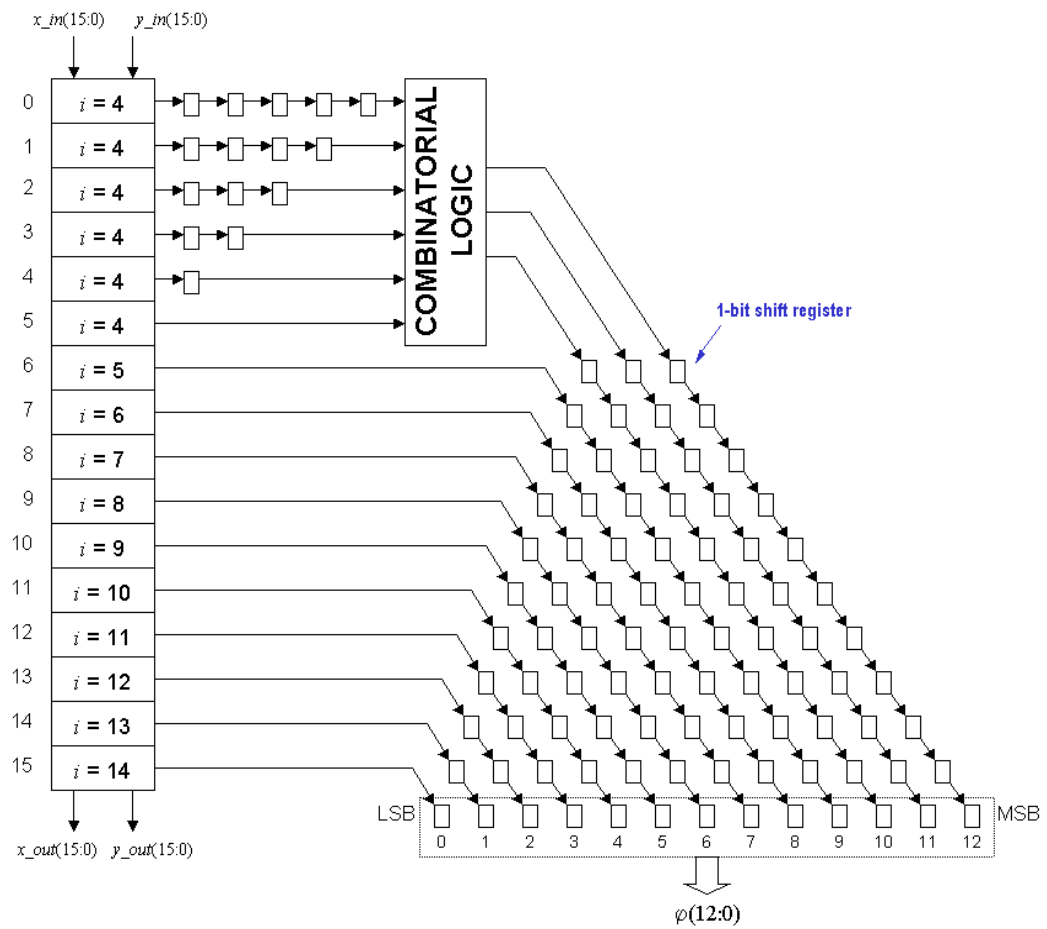 x_in(15:0) y_in(15:0)
0 i = 4
1 i = 4
2 i = 4
3 i = 4
4 i = 4
5 i = 4
6 i = 5
7 i = 6
8 i = 7
9 i = 8
10 i = 9
11 i = 10
12 i = 11
13 i = 12
14 i = 13
15 i = 14
COMBINATORIAL
LOGIC
1-bit shift register
LSB MSB
0 1 2 3 4 5 6 7 8 9 10 11 12
x_out(15:0) y_out(15:0)
φ(12:0)